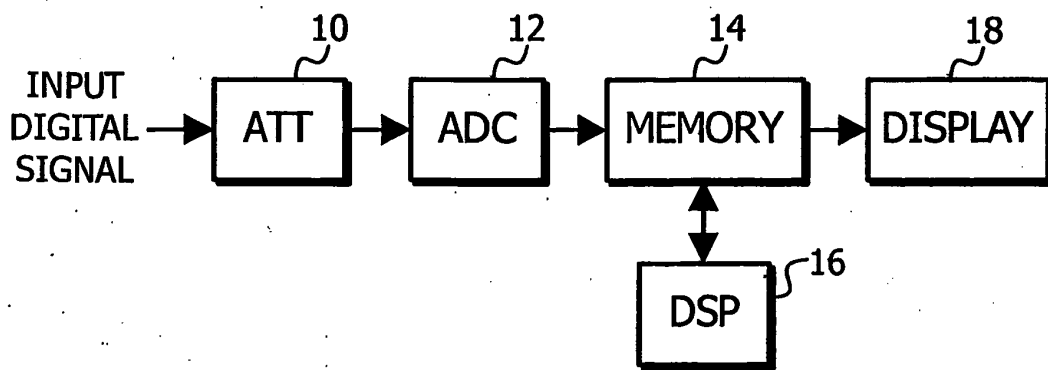 10
12
14
18
INPUT
DIGITAL
SIGNAL
ATT
ADC
MEMORY
DISPLAY
16
DSP